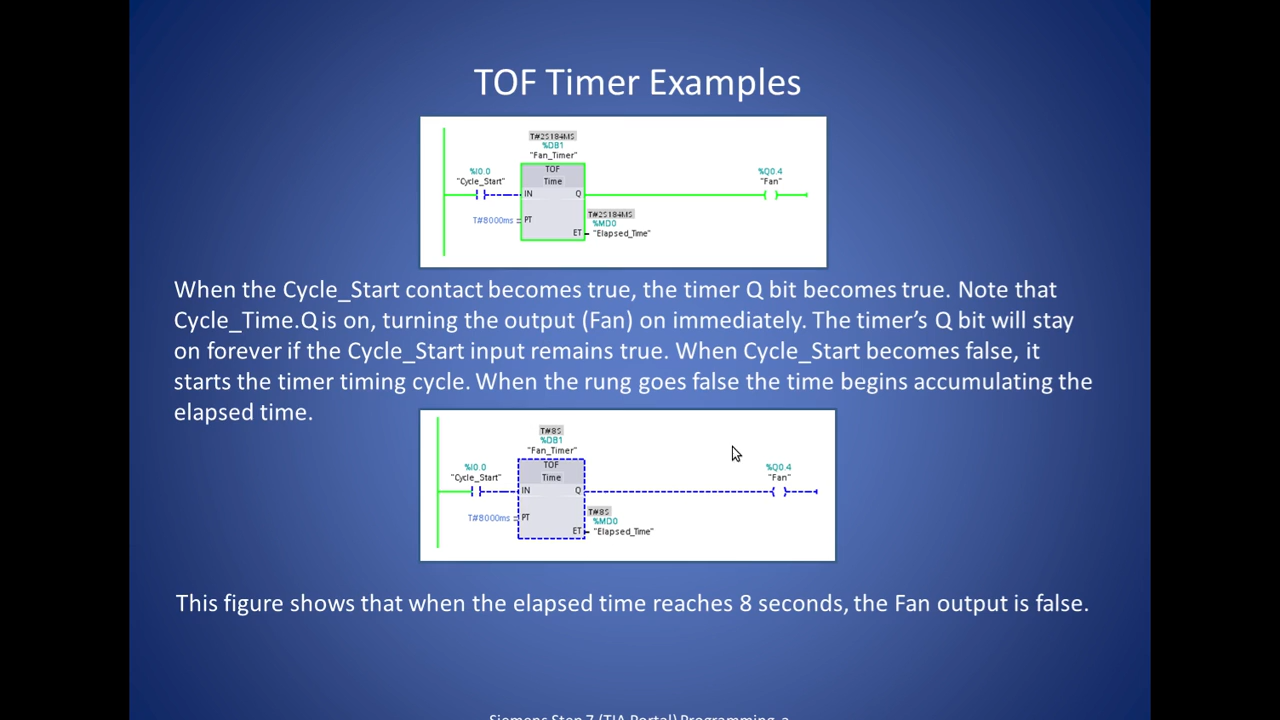 TOF Timer Examples
T#2S184MS
%DB1
"Fan_Timer"
%I0.0
"Cycle_Start"
TOF
Time
IN
Q
%Q0.4
"Fan"
T#8000ms
PT
T#2S184MS
%MD0
ET
"Elapsed_Time"
When the Cycle_Start contact becomes true, the timer Q bit becomes true. Note that
Cycle_Time.Q is on, turning the output (Fan) on immediately. The timer's Q bit will stay
on forever if the Cycle_Start input remains true. When Cycle_Start becomes false, it
starts the timer timing cycle. When the rung goes false the time begins accumulating the
elapsed time.
T#8S
%DB1
"Fan_Timer"
%I0.0
"Cycle_Start"
TOF
Time
IN
Q
%Q0.4
"Fan"
T#8000ms
PT
T#8S
%MD0
ET
"Elapsed_Time"
This figure shows that when the elapsed time reaches 8 seconds, the Fan output is false.
Siemens Step 7 (TIA Portal) Programming, a